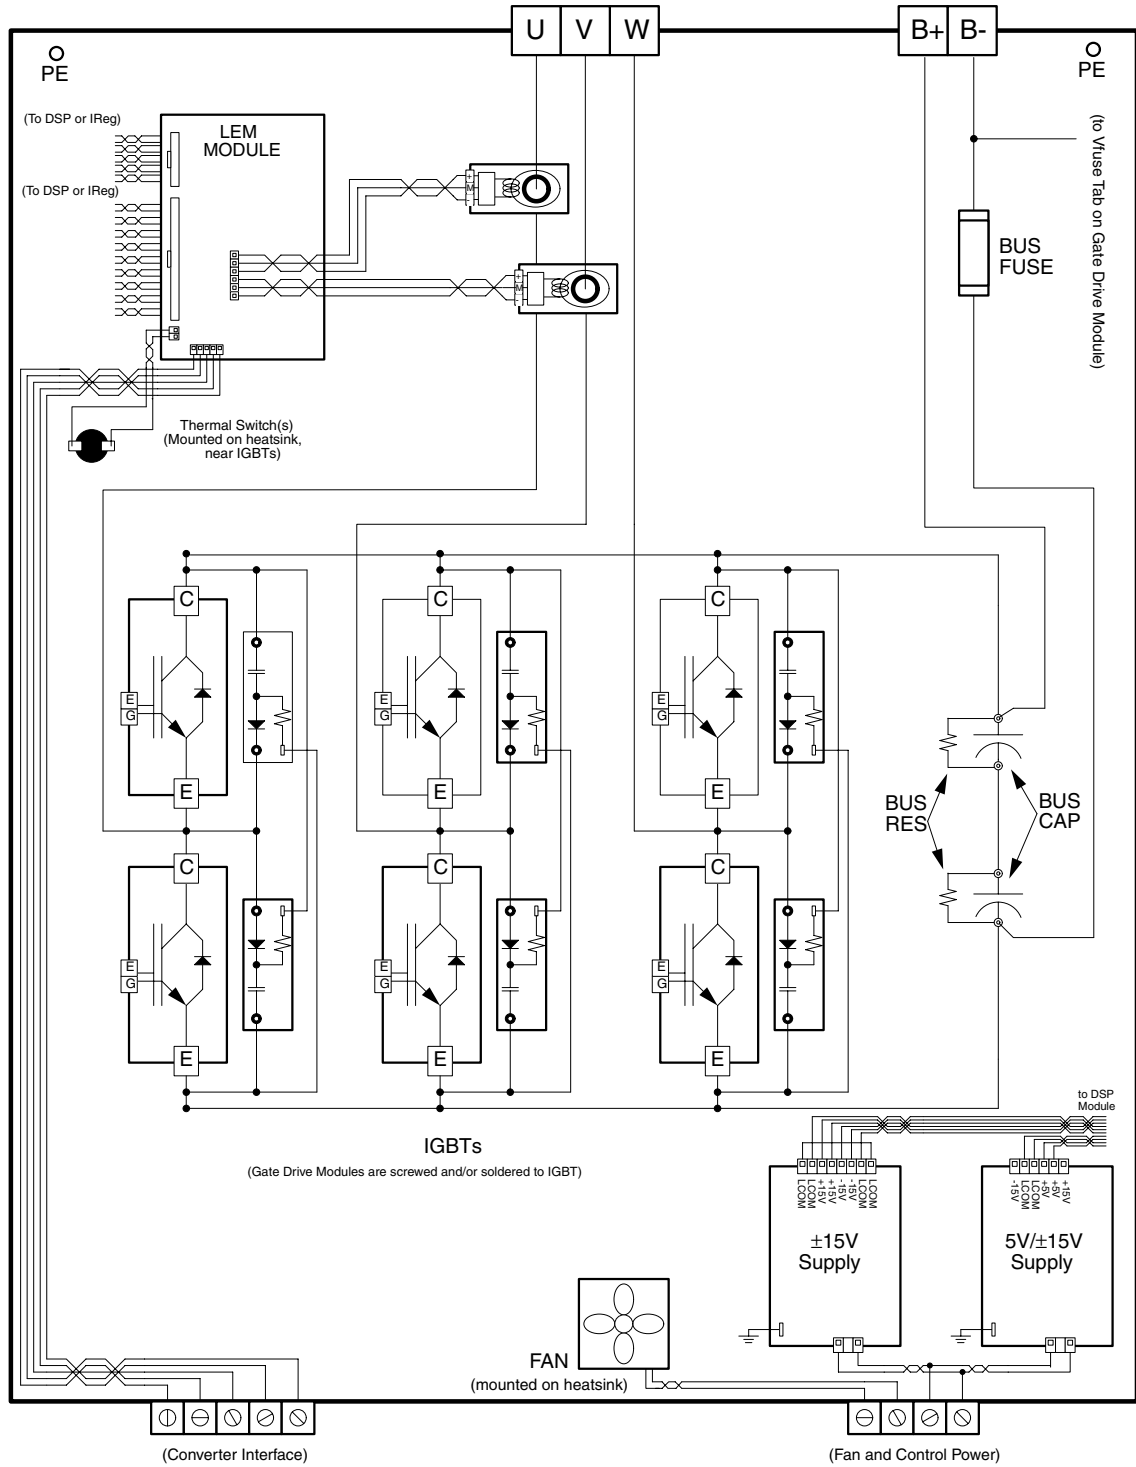 U V W
B+ B-
PE
PE
(To DSP or IReg)
LEM
MODULE
(To DSP or IReg)
+
M
-
+
M
-
BUS
FUSE
(to Vfuse Tab on Gate Drive Module)
Thermal Switch(s)
(Mounted on heatsink,
near IGBTs)
C
C
C
E
G
E
G
E
G
E
E
E
BUS
RES
BUS
CAP
C
C
C
E
G
E
G
E
G
E
E
E
IGBTs
(Gate Drive Modules are screwed and/or soldered to IGBT)
to DSP
Module
LCOM
LCOM
+15V
+15V
-15V
-15V
LCOM
LCOM
±15V
Supply
-15V
LCOM
LCOM
+5V
+5V
+15V
5V/±15V
Supply
FAN
(mounted on heatsink)
(Converter Interface)
(Fan and Control Power)